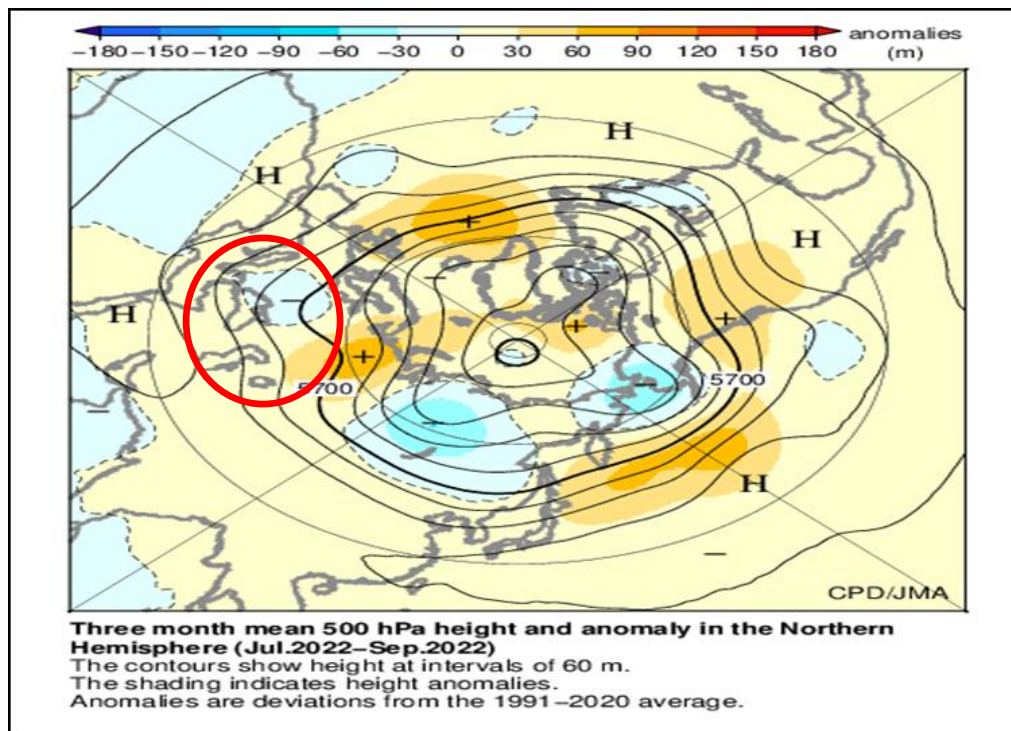 anomalies
−180 −150 −120 −90 −60 −30 0 30 60 90 120 150 180 (m)
H
H
H
H
5700
5700
H
CPD/JMA
Three month mean 500 hPa height and anomaly in the Northern
Hemisphere (Jul.2022−Sep.2022)
The contours show height at intervals of 60 m.
The shading indicates height anomalies.
Anomalies are deviations from the 1991−2020 average.